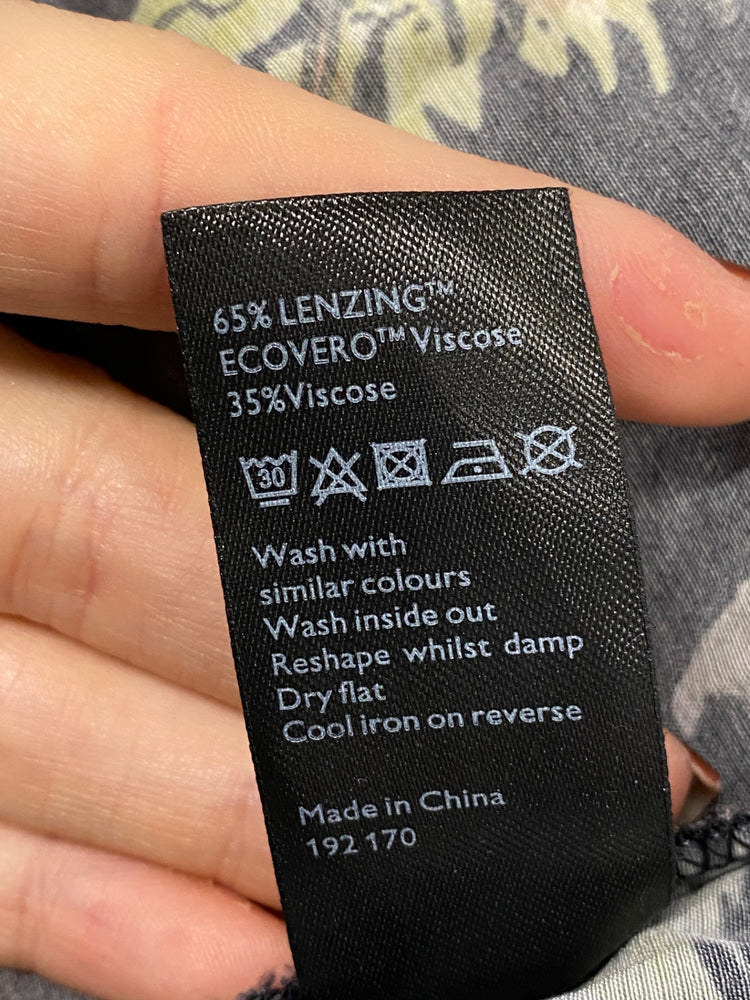 65% LENZING™
ECOVERO™ Viscose
35%Viscose
30
Wash with
similar colours
Wash inside out
Reshape whilst damp
Dry flat
Cool iron on reverse
Made in China
192 170